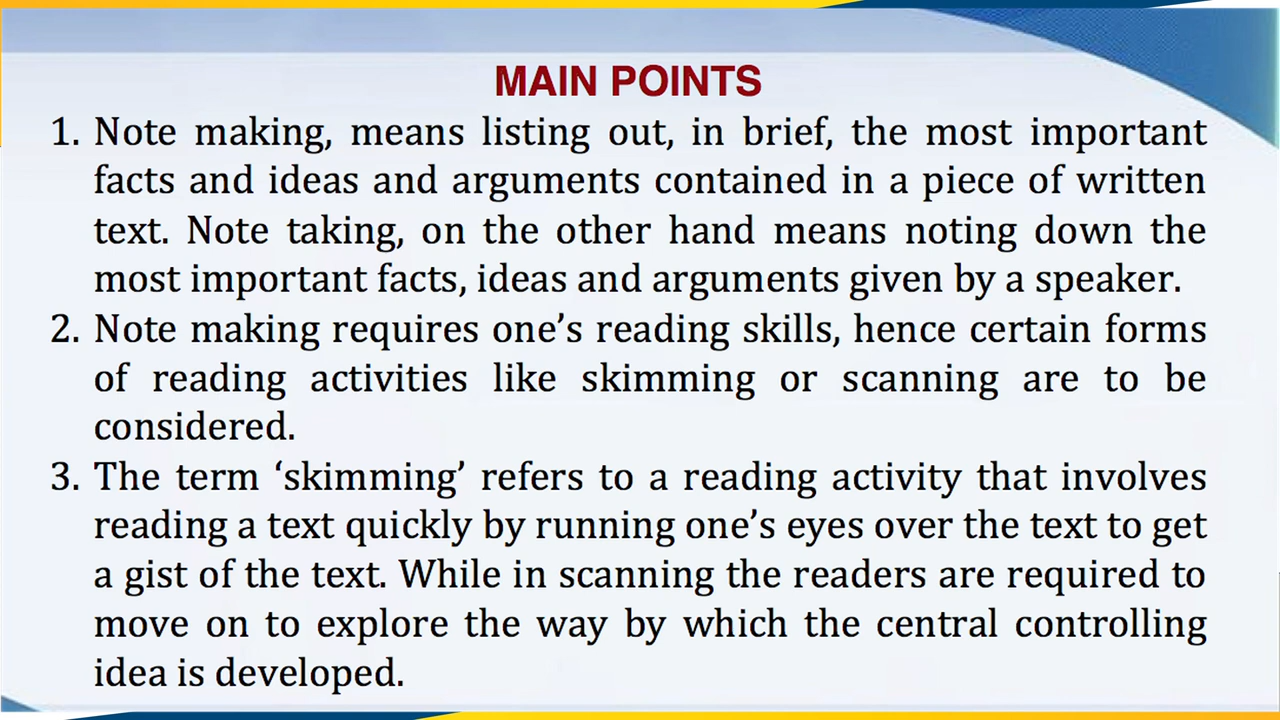 MAIN POINTS
1. Note making, means listing out, in brief, the most important
facts and ideas and arguments contained in a piece of written
text. Note taking, on the other hand means noting down the
most important facts, ideas and arguments given by a speaker.
2. Note making requires one’s reading skills, hence certain forms
of reading activities like skimming or scanning are to be
considered.
3. The term ‘skimming’ refers to a reading activity that involves
reading a text quickly by running one’s eyes over the text to get
a gist of the text. While in scanning the readers are required to
move on to explore the way by which the central controlling
idea is developed.